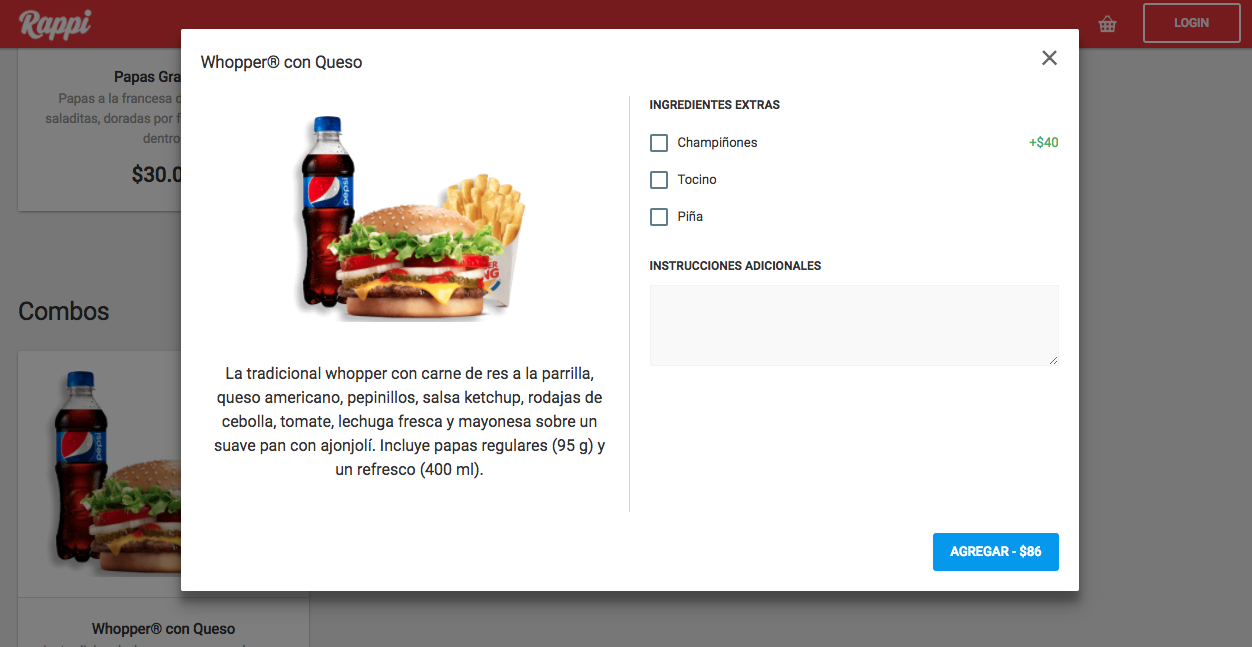 Rappi
LOGIN
Whopper® con Queso
Papas Gra
Papas a la francesa
saladitas, doradas por f
dentro
$30.0
Combos
pepsi
pepsi
La tradicional whopper con carne de res a la parrilla,
queso americano, pepinillos, salsa ketchup, rodajas de
cebolla, tomate, lechuga fresca y mayonesa sobre un
suave pan con ajonjolí. Incluye papas regulares (95 g) y
un refresco (400 ml).
INGREDIENTES EXTRAS
Champiñones +$40
Tocino
Piña
INSTRUCCIONES ADICIONALES
AGREGAR - $86
Whopper® con Queso